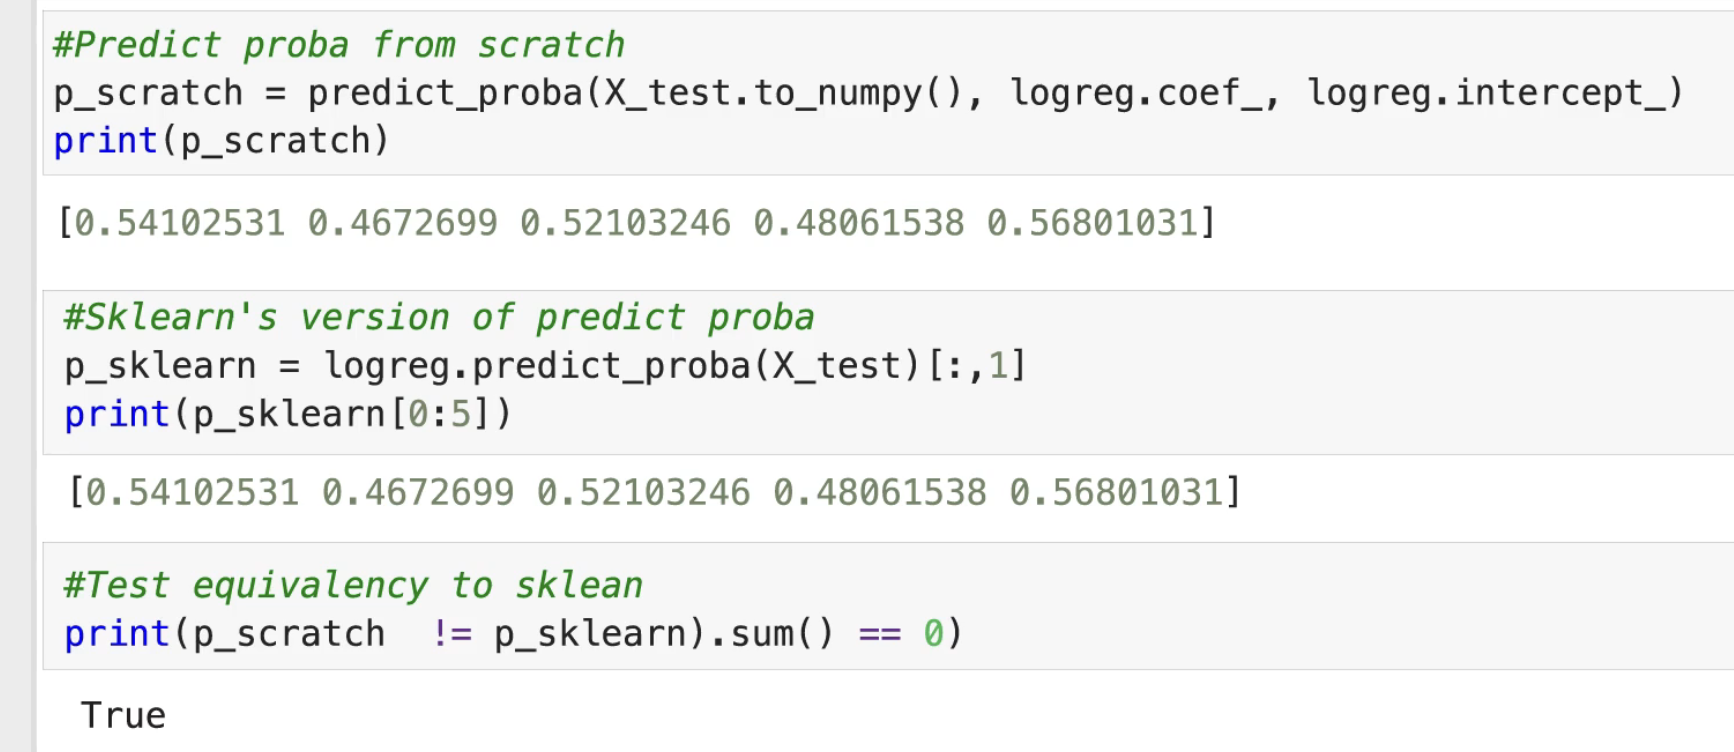 #Predict proba from scratch
p_scratch = predict_proba(X_test.to_numpy(), logreg.coef_, logreg.intercept_)
print(p_scratch)
[0.54102531 0.4672699 0.52103246 0.48061538 0.56801031]
#Sklearn's version of predict proba
p_sklearn = logreg.predict_proba(X_test)[:,1]
print(p_sklearn[0:5])
[0.54102531 0.4672699 0.52103246 0.48061538 0.56801031]
#Test equivalency to sklean
print(p_scratch  != p_sklearn).sum() == 0)
True